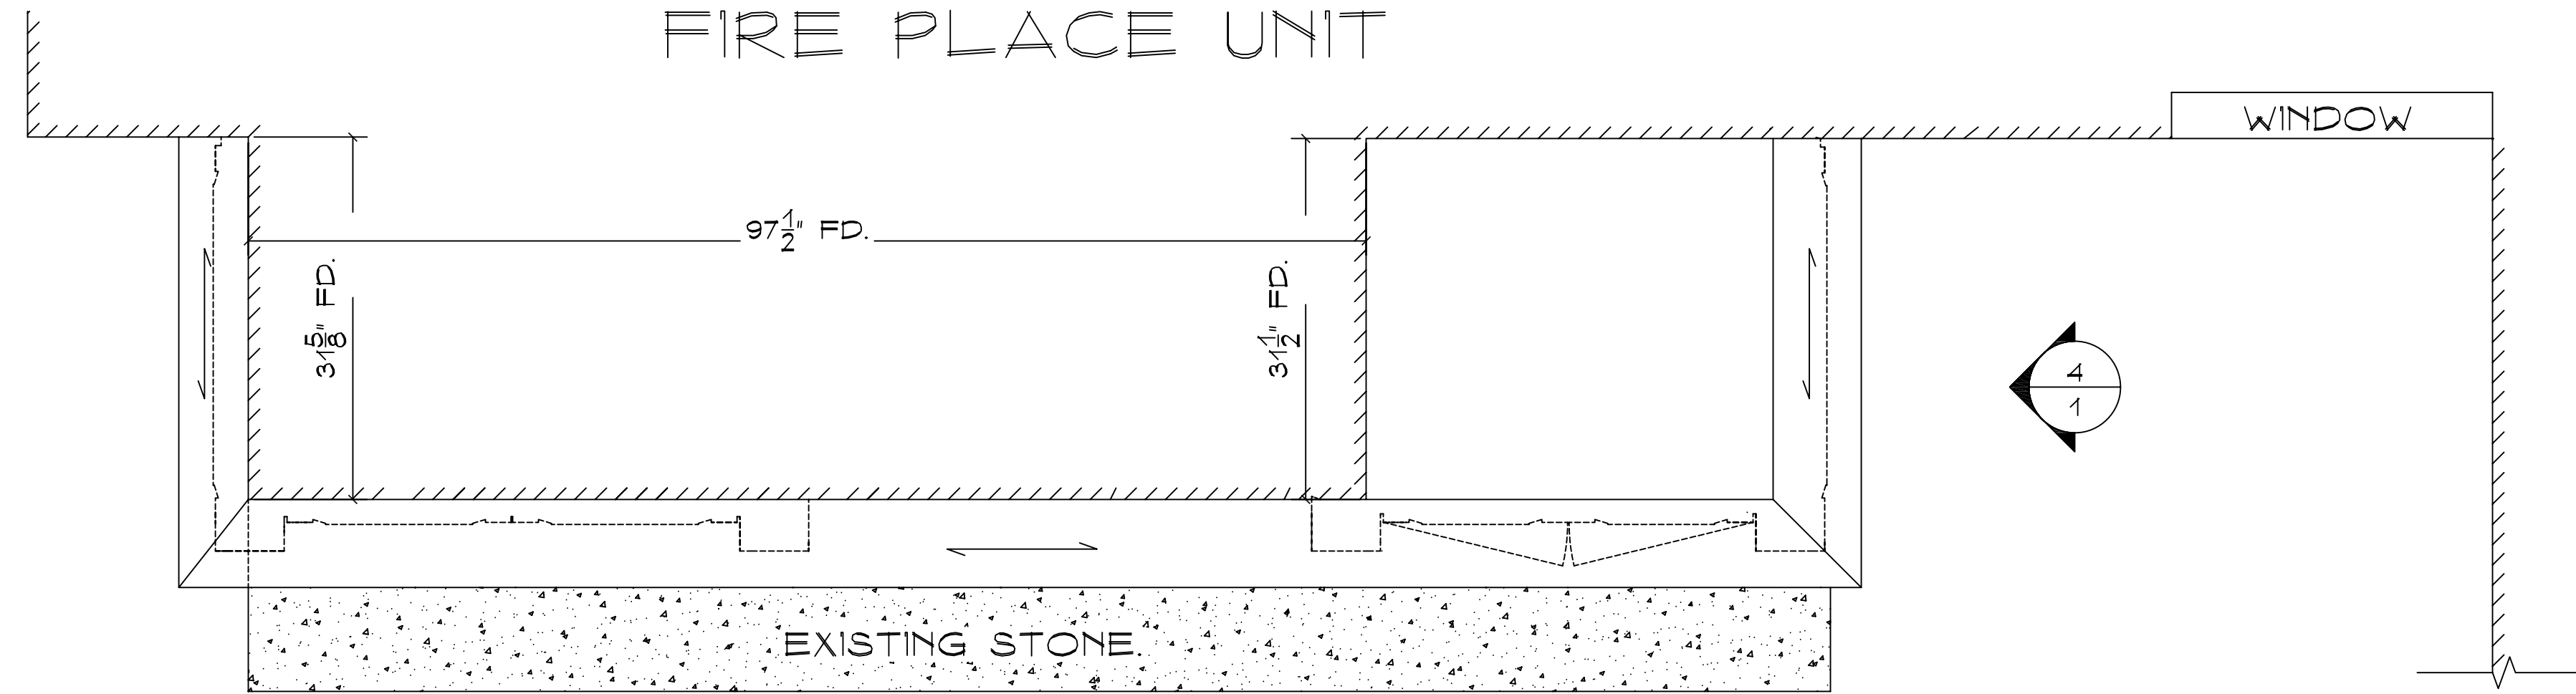 FIRE PLACE UNIT
WINDOW
97 1/2" FD.
31 5/8" FD.
31 1/2" FD.
4
1
EXISTING STONE.